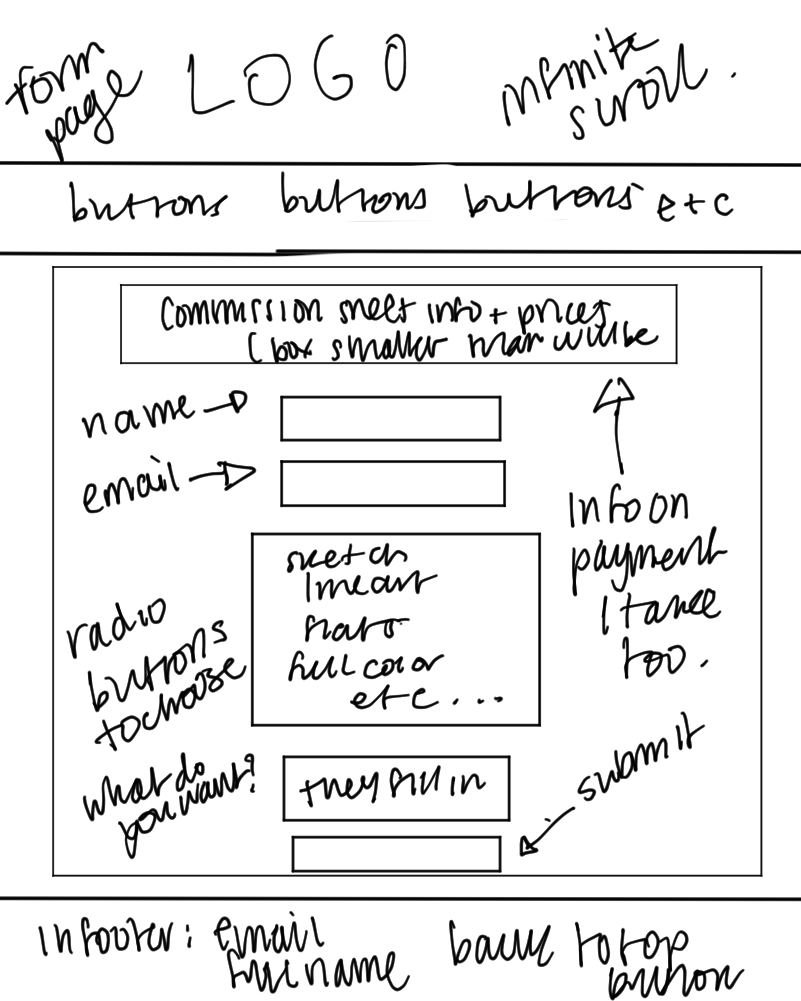 form
page
LOGO
infinite
scroll.
buttons buttons buttons etc
Commission sheet info + prices
(box smaller than will be
name
email
info on
payment
I take
too.
sketch
lineart
flats
full color
etc...
radio
buttons
to choose
what do
you want?
they fill in
submit
in footer: email
full name
back to top
button